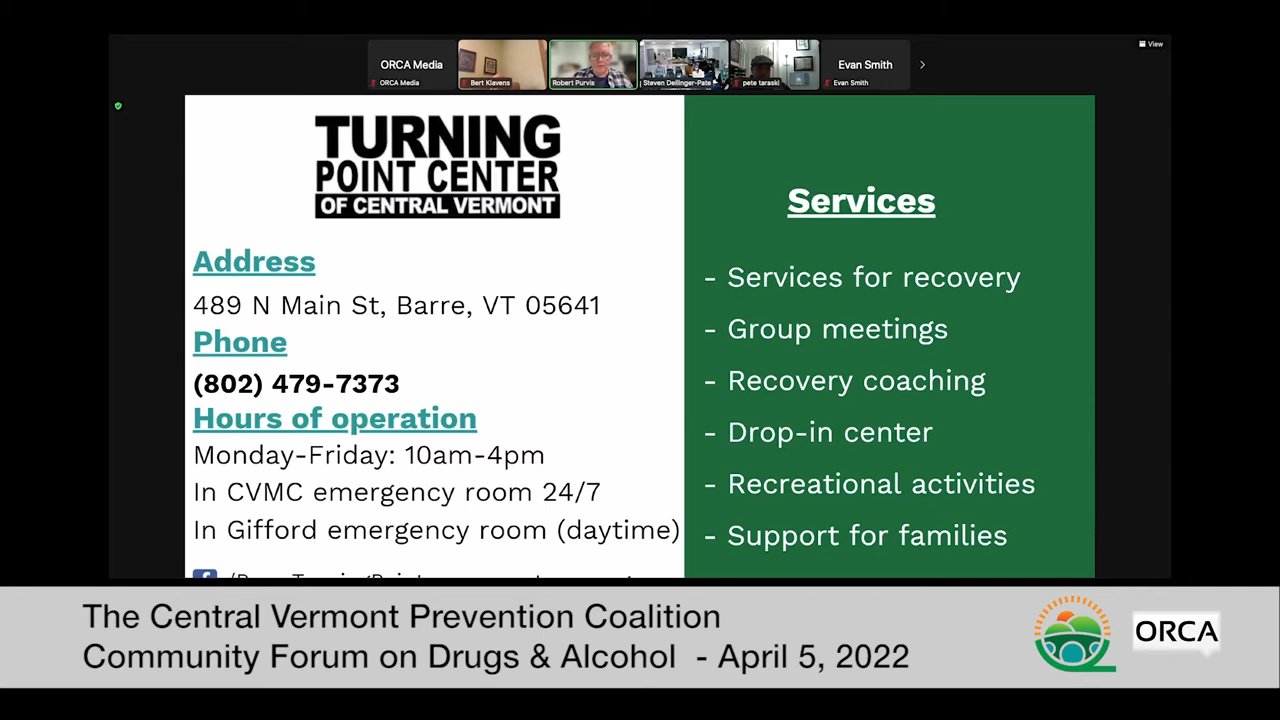 View
ORCA Media
ORCA Media
Bert Klavens
Robert Purvis
Steven Dellinger-Pate
pete taraski
Evan Smith
Evan Smith
TURNING
POINT CENTER
OF CENTRAL VERMONT
Address
489 N Main St, Barre, VT 05641
Phone
(802) 479-7373
Hours of operation
Monday-Friday: 10am-4pm
In CVMC emergency room 24/7
In Gifford emergency room (daytime)
Services
- Services for recovery
- Group meetings
- Recovery coaching
- Drop-in center
- Recreational activities
- Support for families
The Central Vermont Prevention Coalition
Community Forum on Drugs & Alcohol - April 5, 2022
ORCA